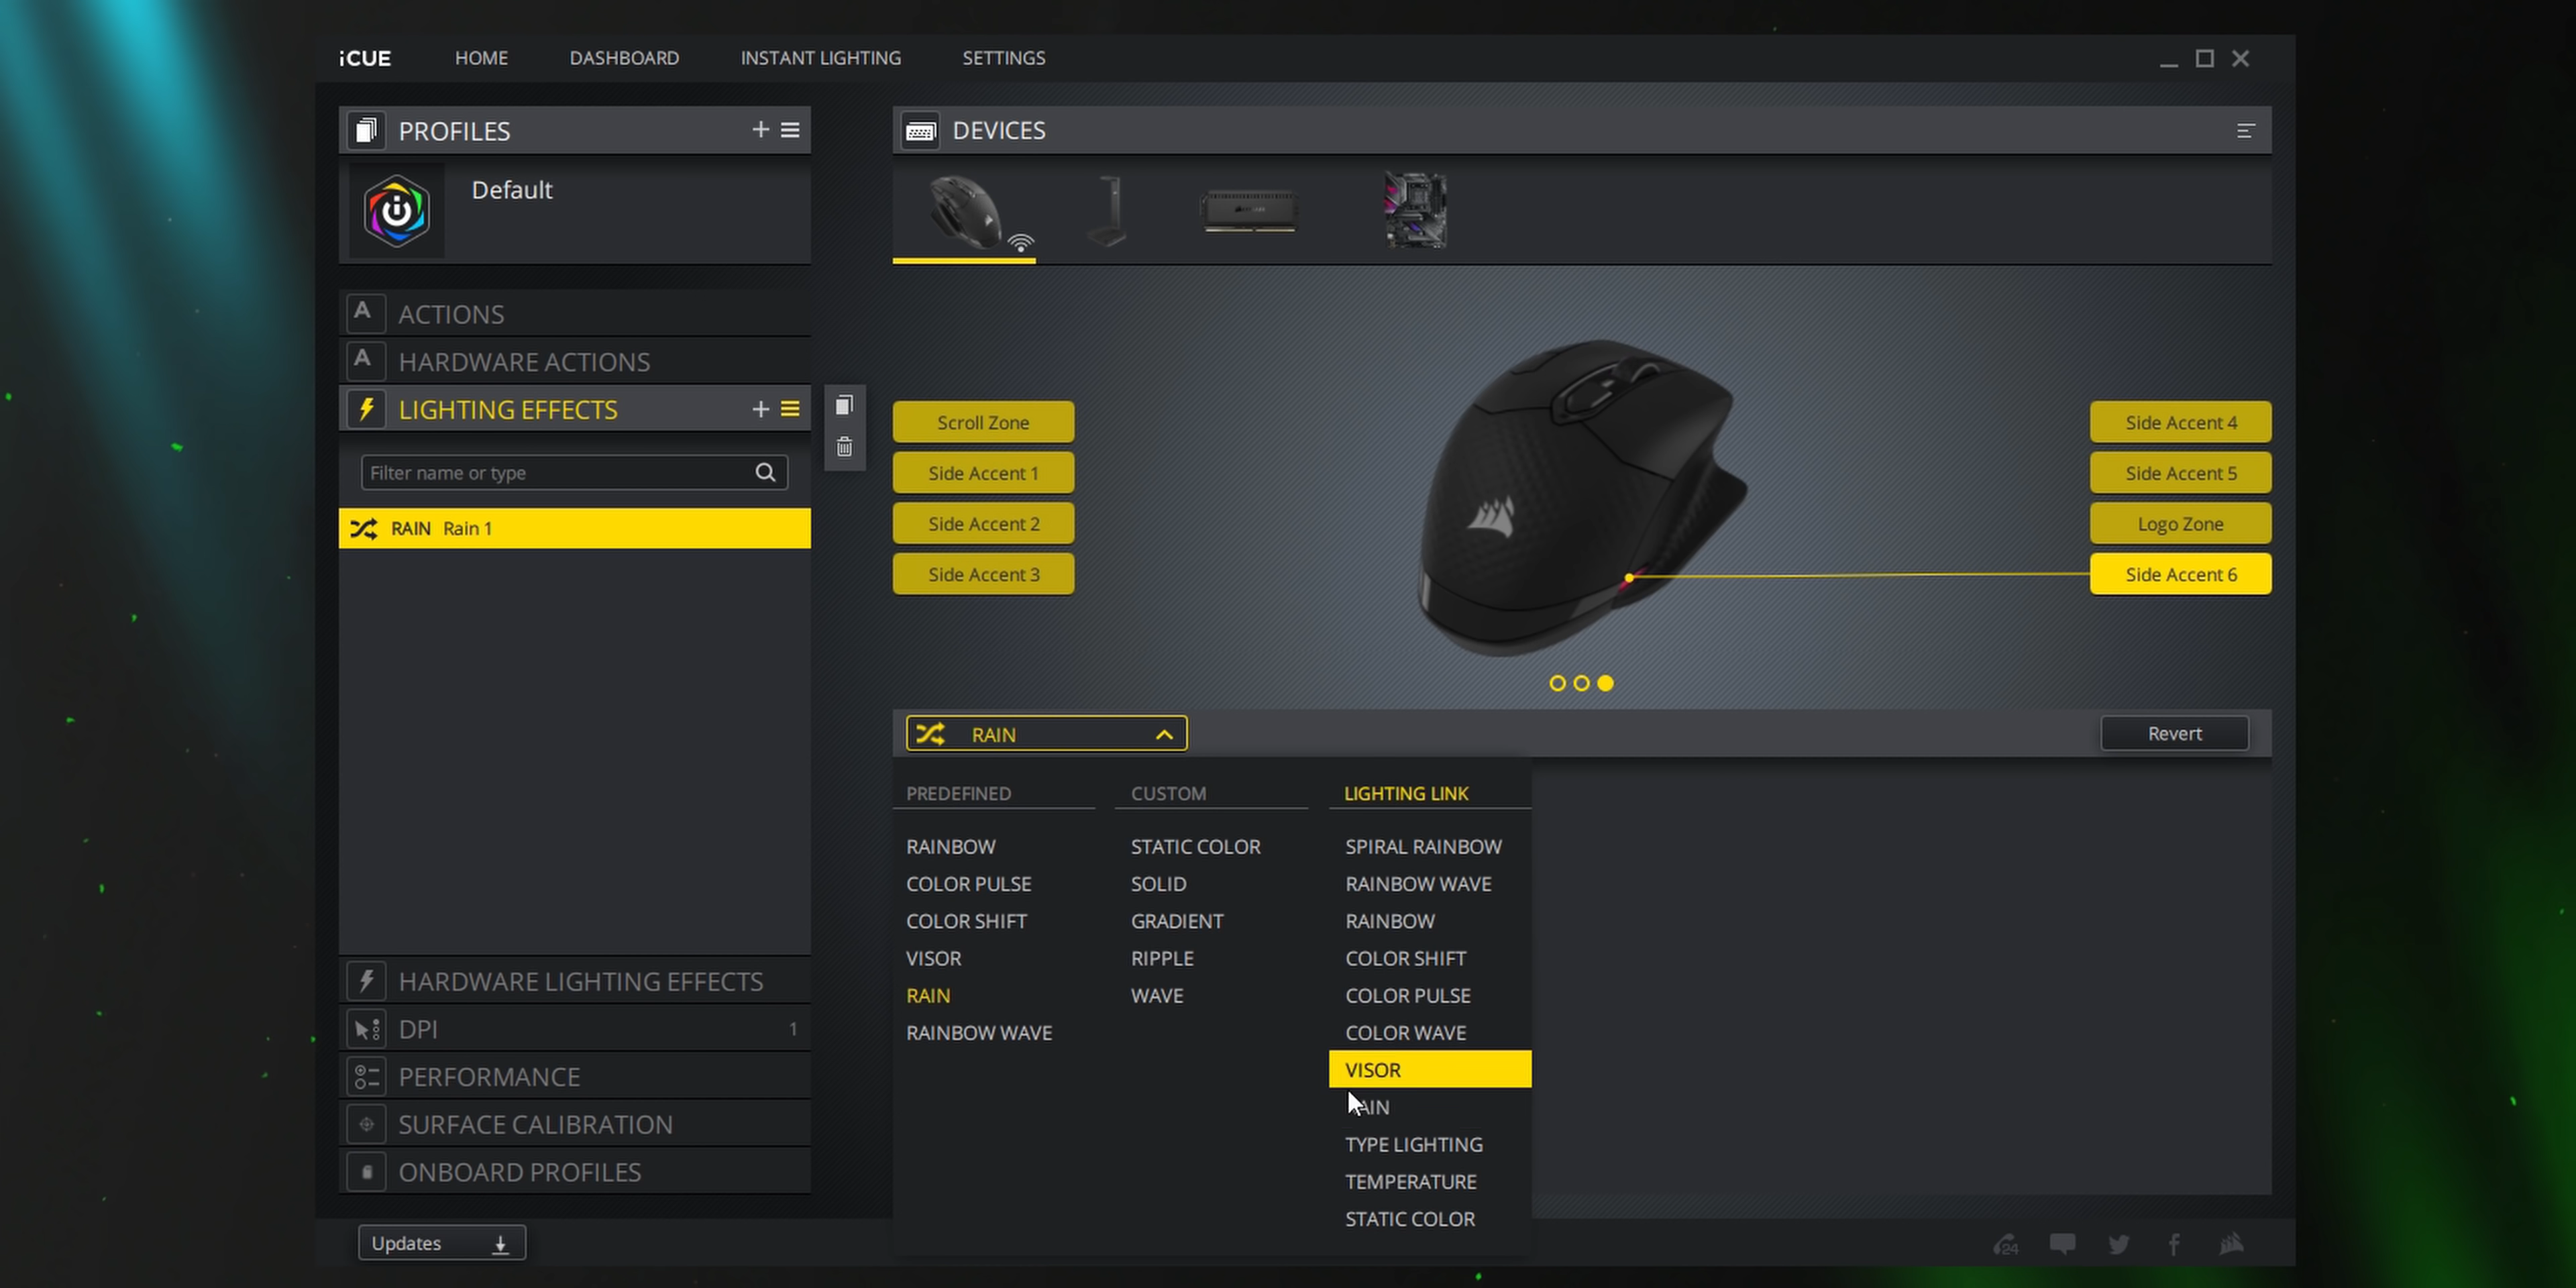 iCUE HOME DASHBOARD INSTANT LIGHTING SETTINGS
PROFILES
Default
ACTIONS
HARDWARE ACTIONS
LIGHTING EFFECTS
Filter name or type
RAIN Rain 1
HARDWARE LIGHTING EFFECTS
DPI 1
PERFORMANCE
SURFACE CALIBRATION
ONBOARD PROFILES
Updates
DEVICES
Scroll Zone
Side Accent 1
Side Accent 2
Side Accent 3
Side Accent 4
Side Accent 5
Logo Zone
Side Accent 6
RAIN
Revert
PREDEFINED
RAINBOW
COLOR PULSE
COLOR SHIFT
VISOR
RAIN
RAINBOW WAVE
CUSTOM
STATIC COLOR
SOLID
GRADIENT
RIPPLE
WAVE
LIGHTING LINK
SPIRAL RAINBOW
RAINBOW WAVE
RAINBOW
COLOR SHIFT
COLOR PULSE
COLOR WAVE
VISOR
RAIN
TYPE LIGHTING
TEMPERATURE
STATIC COLOR
24